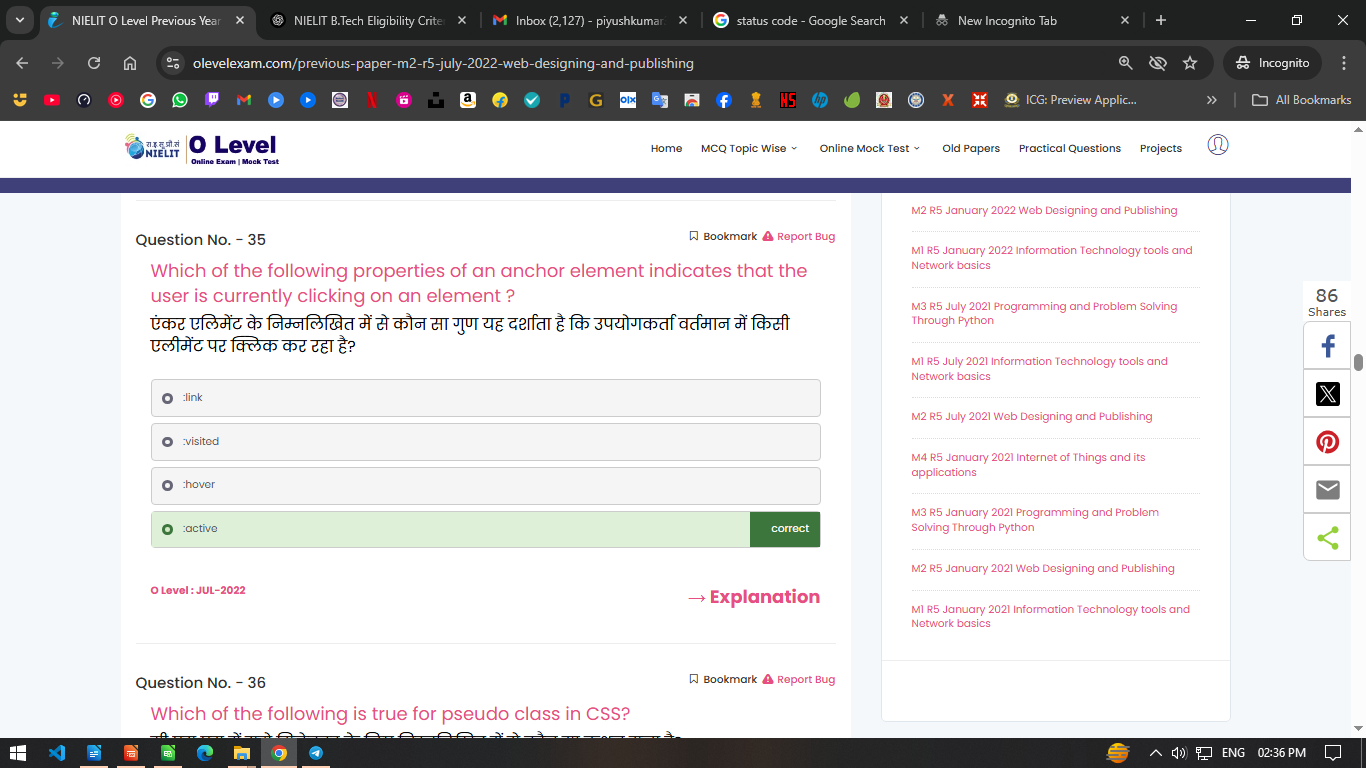 NIELIT O Level Previous Year
NIELIT B.Tech Eligibility Crite
Inbox (2,127) - piyushkumar
status code - Google Search
New Incognito Tab
olevelexam.com/previous-paper-m2-r5-july-2022-web-designing-and-publishing
Incognito
ICG: Preview Applic...
All Bookmarks
रा.इ.सू.प्रौ.सं
NIELIT
O Level
Online Exam | Mock Test
Home
MCQ Topic Wise
Online Mock Test
Old Papers
Practical Questions
Projects
Question No. - 35
Bookmark
Report Bug
Which of the following properties of an anchor element indicates that the
user is currently clicking on an element ?
एंकर एलिमेंट के निम्नलिखित में से कौन सा गुण यह दर्शाता है कि उपयोगकर्ता वर्तमान में किसी
एलीमेंट पर क्लिक कर रहा है?
:link
:visited
:hover
:active
correct
O Level : JUL-2022
→ Explanation
Question No. - 36
Bookmark
Report Bug
Which of the following is true for pseudo class in CSS?
M2 R5 January 2022 Web Designing and Publishing
M1 R5 January 2022 Information Technology tools and
Network basics
M3 R5 July 2021 Programming and Problem Solving
Through Python
M1 R5 July 2021 Information Technology tools and
Network basics
M2 R5 July 2021 Web Designing and Publishing
M4 R5 January 2021 Internet of Things and its
applications
M3 R5 January 2021 Programming and Problem
Solving Through Python
M2 R5 January 2021 Web Designing and Publishing
M1 R5 January 2021 Information Technology tools and
Network basics
86
Shares
ENG
02:36 PM